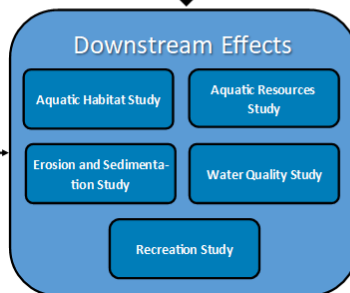 Downstream Effects
Aquatic Habitat Study
Aquatic Resources
Study
Erosion and Sedimenta-
tion Study
Water Quality Study
Recreation Study